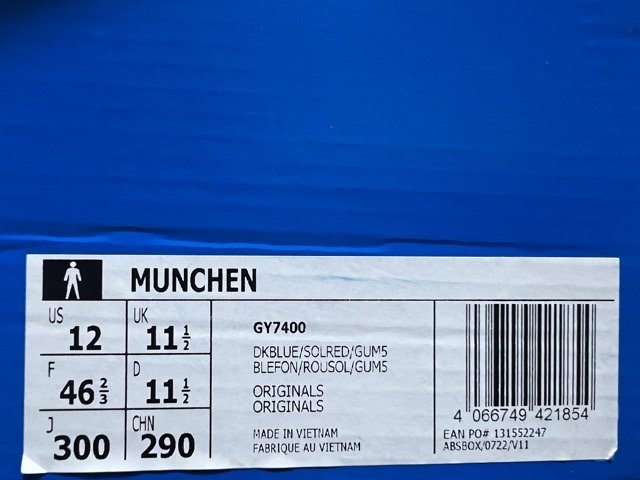 MUNCHEN
US 12 UK 11 1/2
F 46 2/3 D 11 1/2
J 300 CHN 290
GY7400
DKBLUE/SOLRED/GUM5
BLEFON/ROUSOL/GUM5
ORIGINALS
ORIGINALS
MADE IN VIETNAM
FABRIQUE AU VIETNAM
4 066749 421854
EAN PO# 131552247
ABSBOX/0722/V11